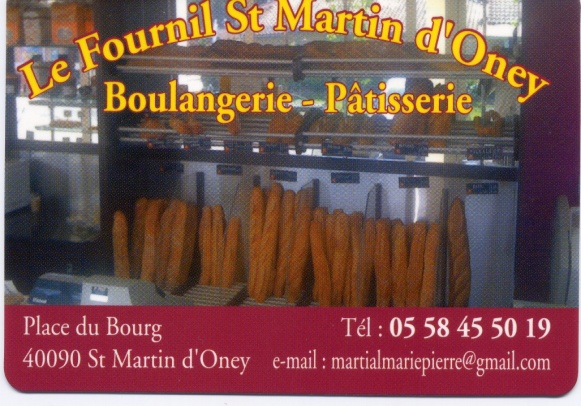 Le Fournil St Martin d'Oney
Boulangerie - Pâtisserie
Place du Bourg
Tél : 05 58 45 50 19
40090 St Martin d'Oney
e-mail : martialmariepierre@gmail.com